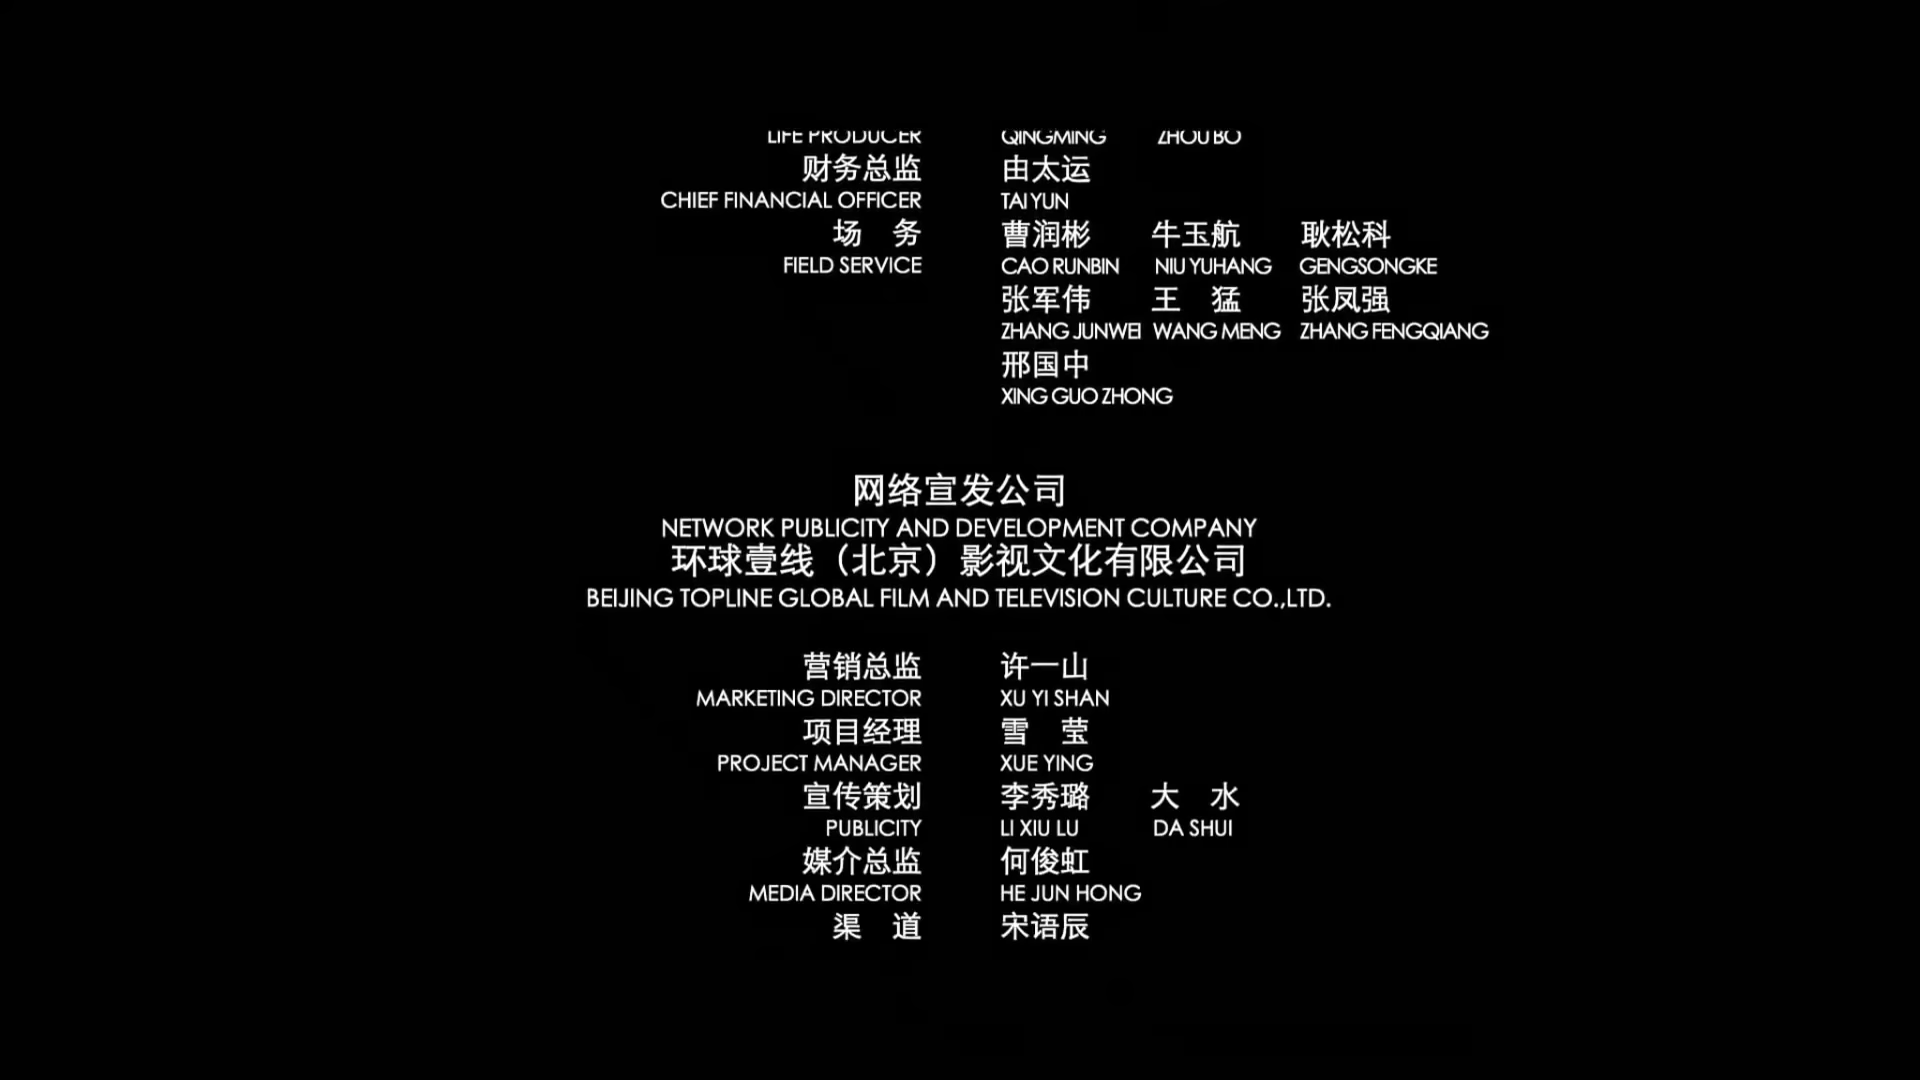 LIFE PRODUCER QINGMING ZHOU BO
财务总监 由太运
CHIEF FINANCIAL OFFICER TAI YUN
场 务 曹润彬 牛玉航 耿松科
FIELD SERVICE CAO RUNBIN NIU YUHANG GENGSONGKE
张军伟 王 猛 张凤强
ZHANG JUNWEI WANG MENG ZHANG FENGQIANG
邢国中
XING GUO ZHONG
网络宣发公司
NETWORK PUBLICITY AND DEVELOPMENT COMPANY
环球壹线（北京）影视文化有限公司
BEIJING TOPLINE GLOBAL FILM AND TELEVISION CULTURE CO.,LTD.
营销总监 许一山
MARKETING DIRECTOR XU YI SHAN
项目经理 雪 莹
PROJECT MANAGER XUE YING
宣传策划 李秀璐 大 水
PUBLICITY LI XIU LU DA SHUI
媒介总监 何俊虹
MEDIA DIRECTOR HE JUN HONG
渠 道 宋语辰